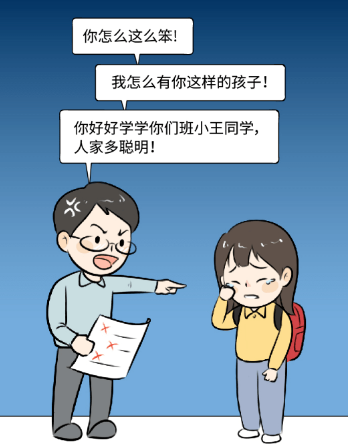 你怎么这么笨!
我怎么有你这样的孩子！
你好好学学你们班小王同学，
人家多聪明！